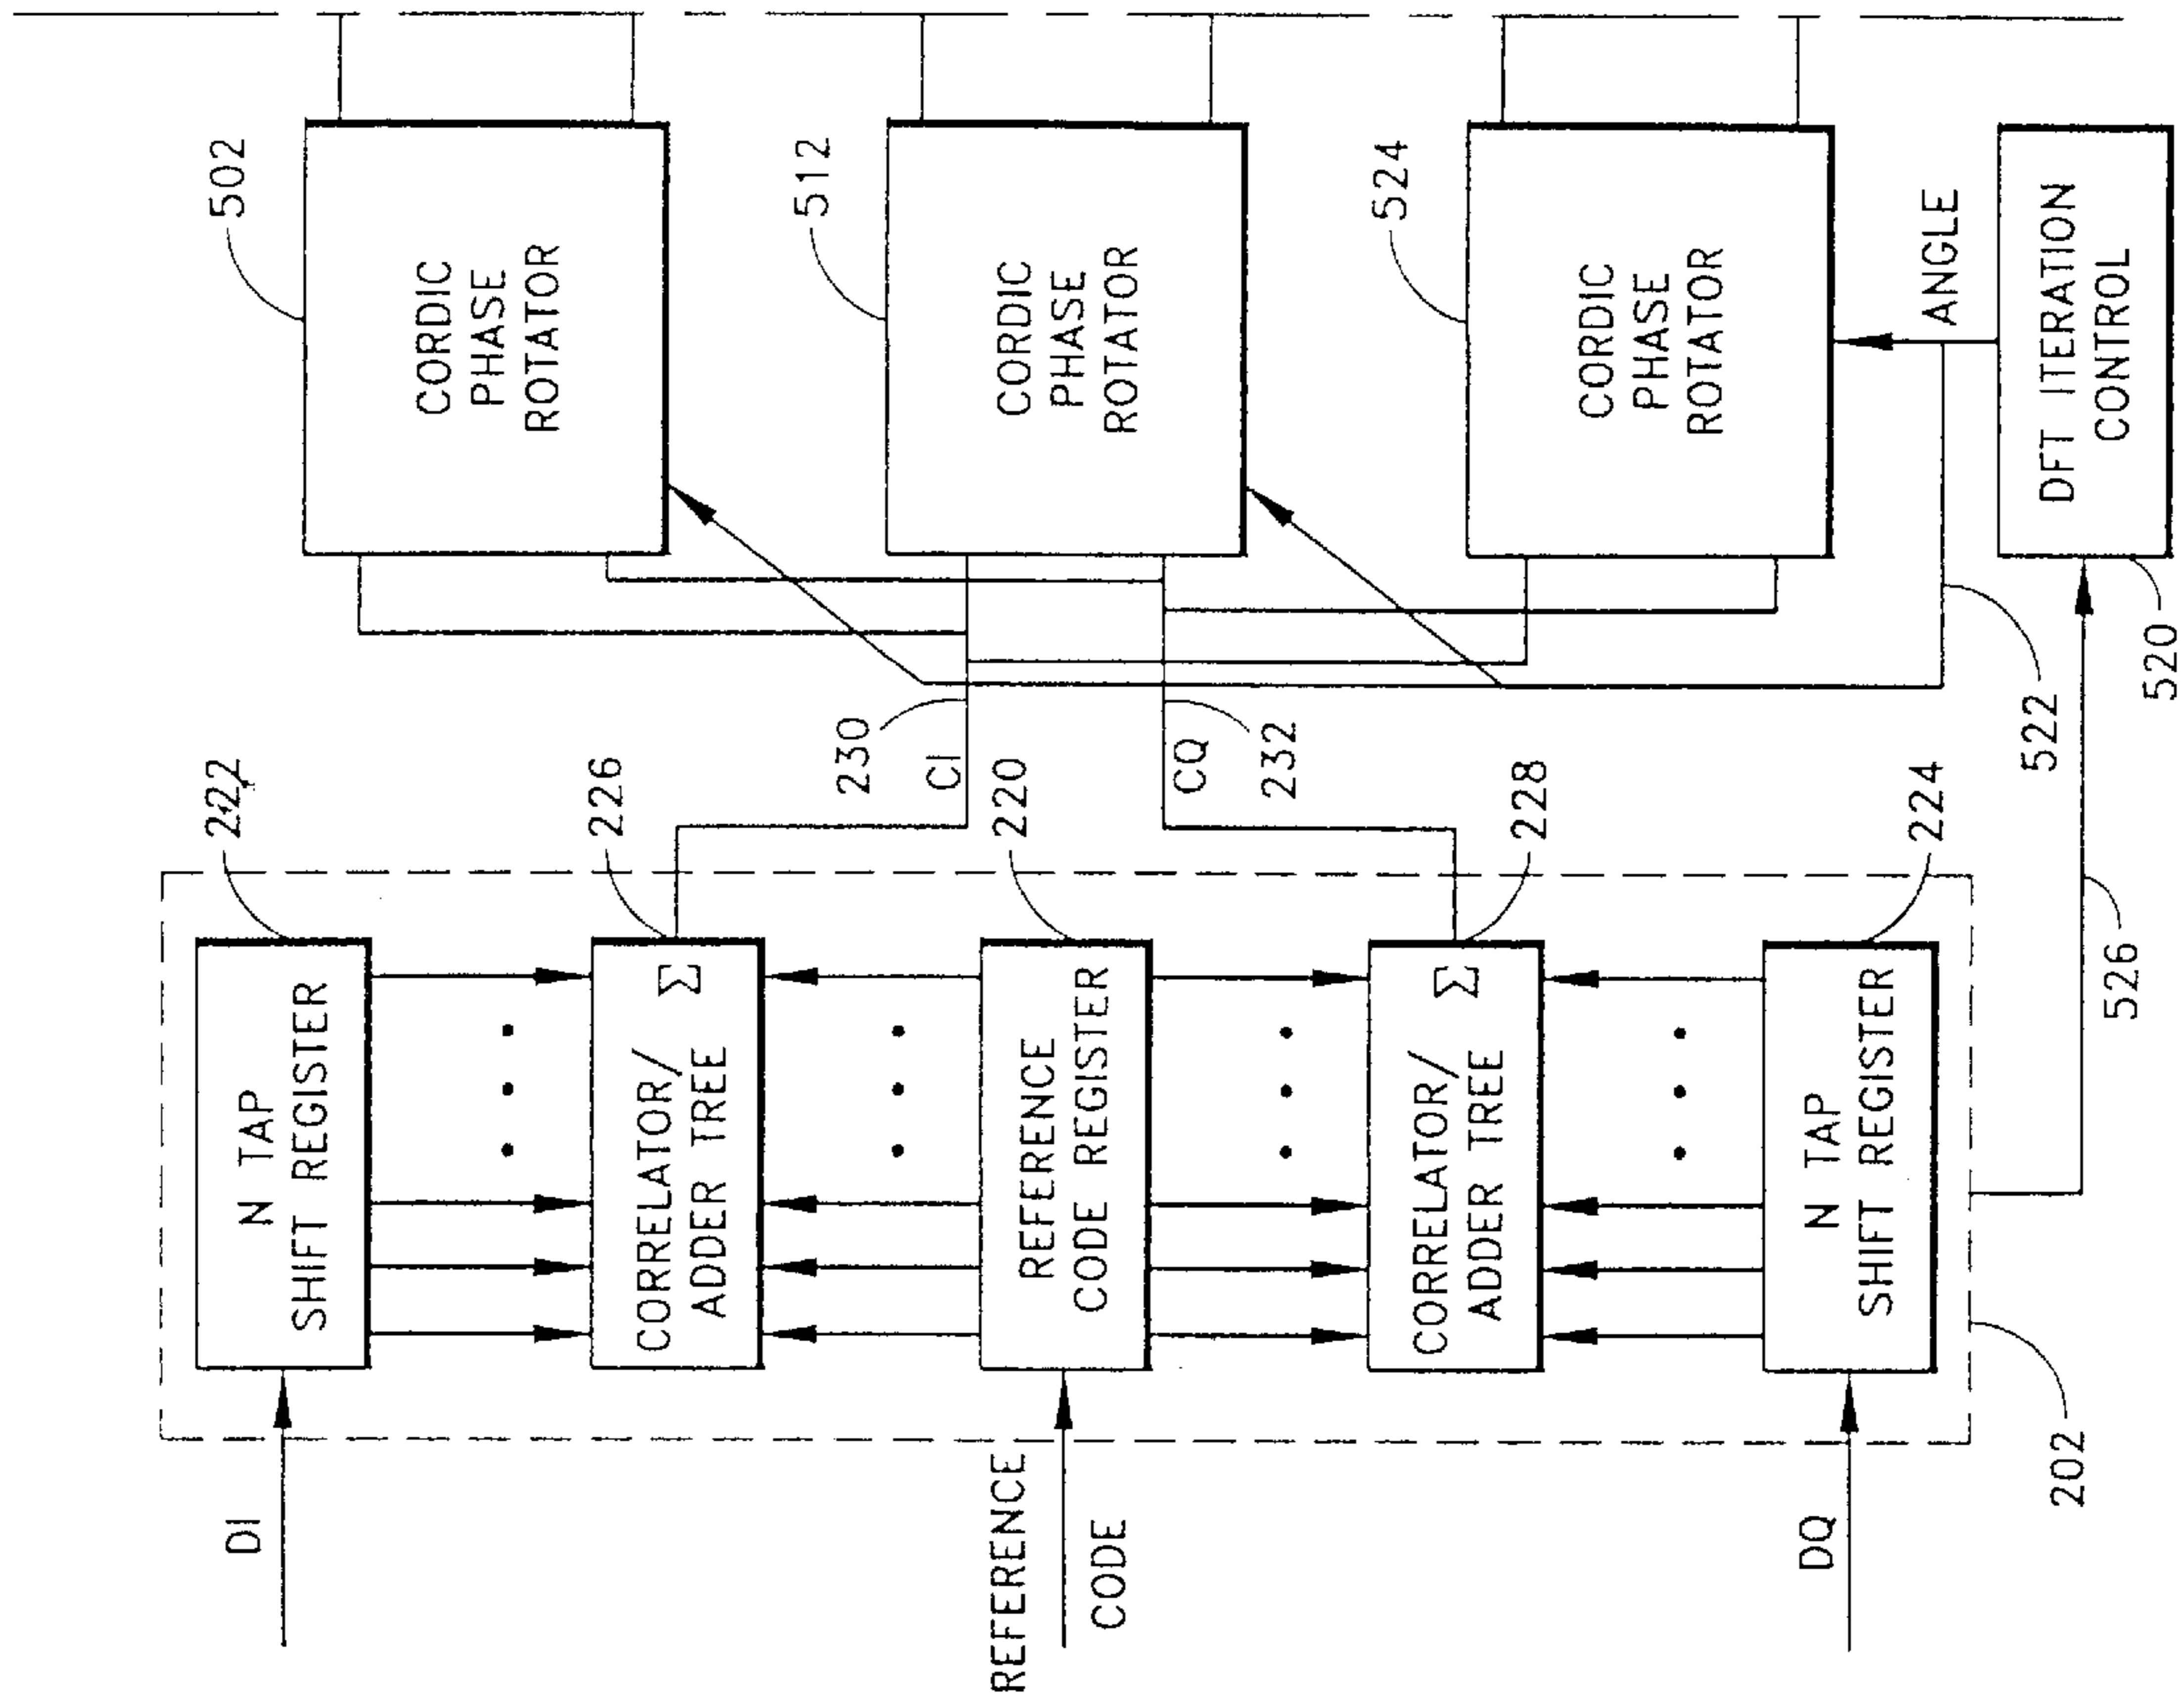 502
CORDIC
PHASE
ROTATOR
512
CORDIC
PHASE
ROTATOR
524
CORDIC
PHASE
ROTATOR
ANGLE
DFT ITERATION
CONTROL
520
522
526
230
CI
CQ
232
222
N TAP
SHIFT REGISTER
226
CORRELATOR/
ADDER TREE
Σ
220
REFERENCE
CODE REGISTER
228
CORRELATOR/
ADDER TREE
Σ
224
N TAP
SHIFT REGISTER
202
DI
REFERENCE
CODE
DQ